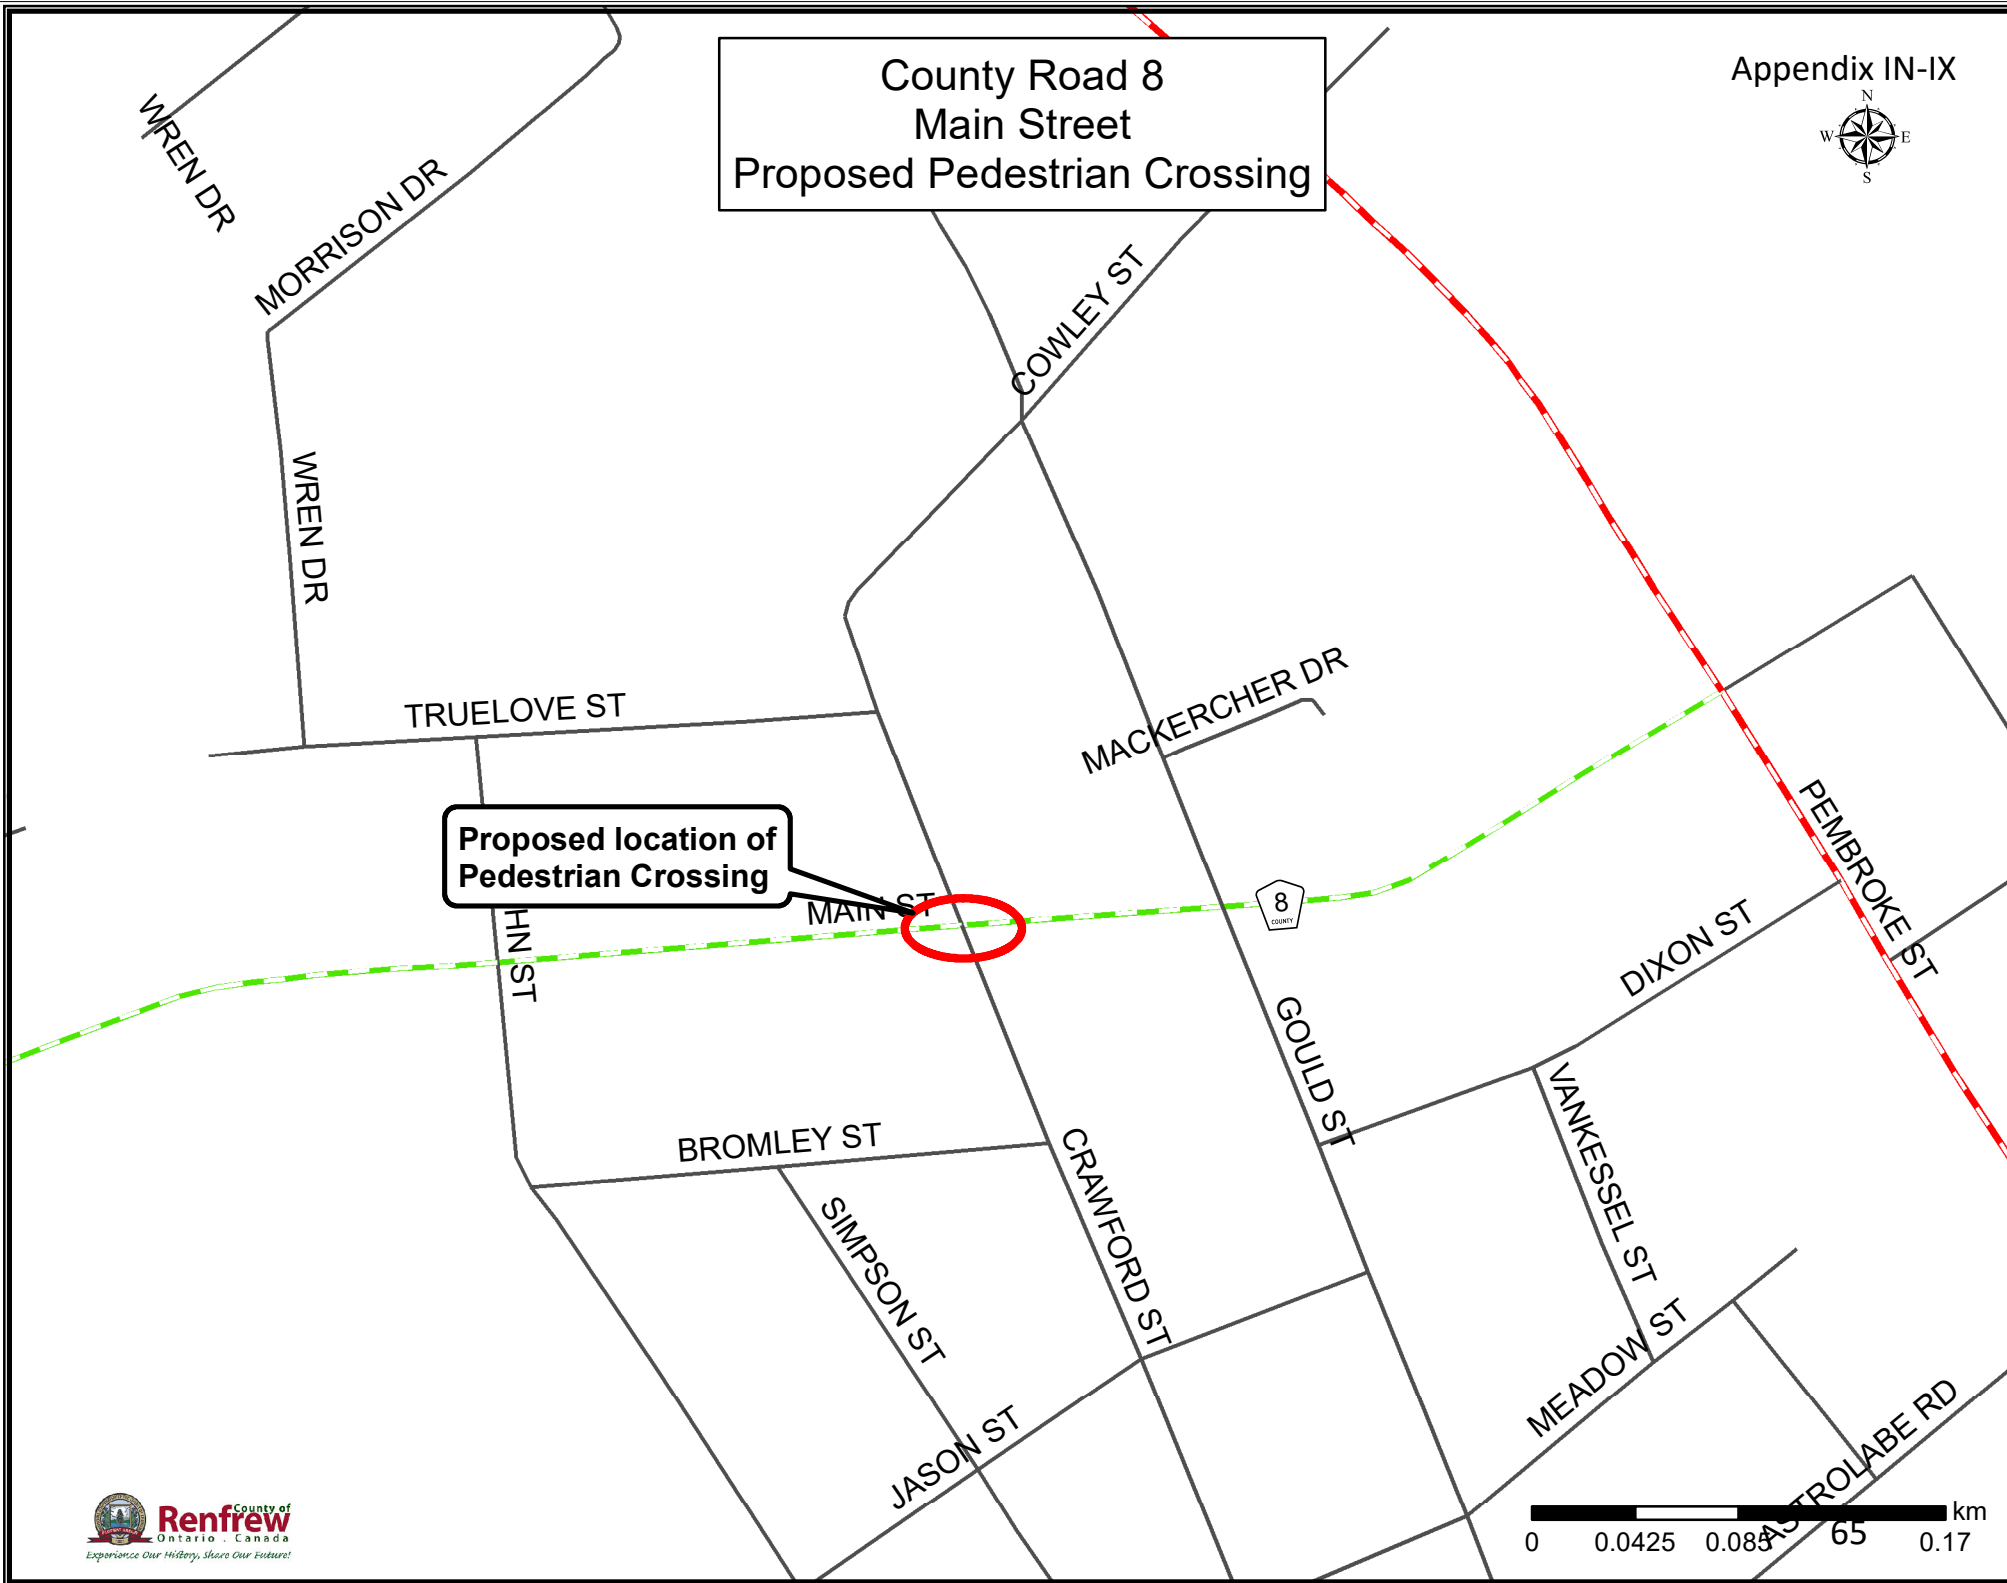 County Road 8
Main Street
Proposed Pedestrian Crossing
Appendix IN-IX
N
W E
S
WREN DR
MORRISON DR
COWLEY ST
WREN DR
TRUELOVE ST
MACKERCHER DR
Proposed location of
Pedestrian Crossing
MAIN ST
8
COUNTY
HN ST
PEMBROKE ST
DIXON ST
GOULD ST
VANKESSEL ST
BROMLEY ST
CRAWFORD ST
SIMPSON ST
MEADOW ST
JASON ST
ASTROLABE RD
County of
Renfrew
Ontario . Canada
Experience Our History, Share Our Future!
km
0 0.0425 0.085 0.17
65